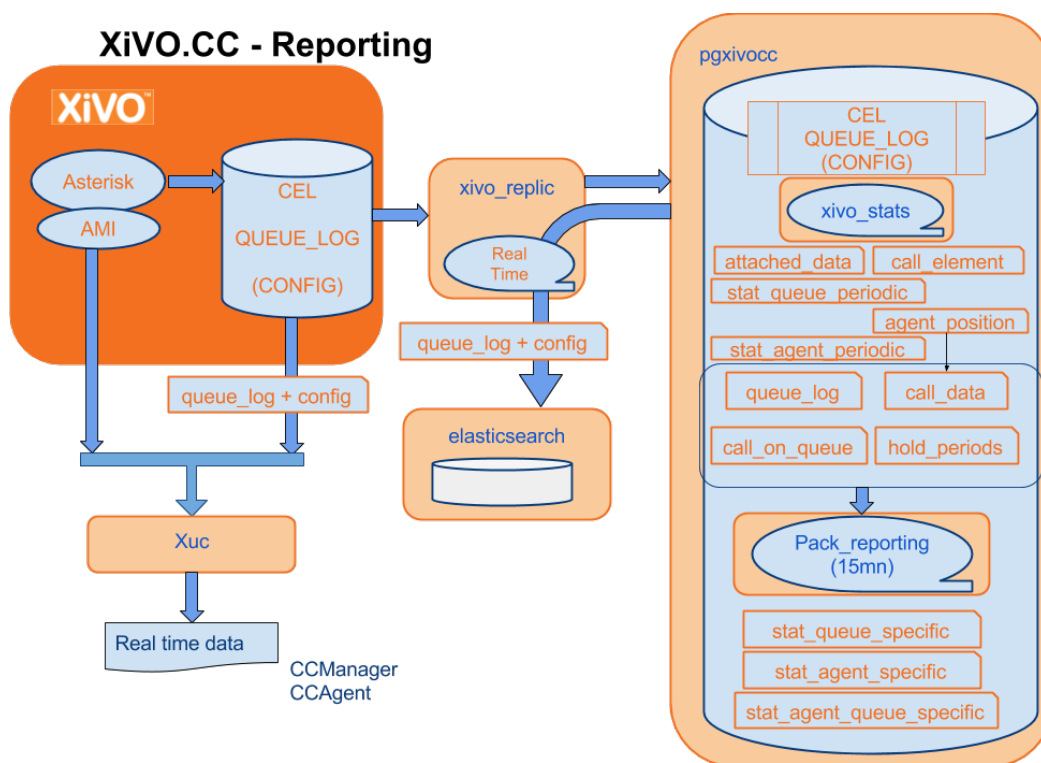 XiVO.CC - Reporting
XiVO™
Asterisk
AMI
CEL
QUEUE_LOG
(CONFIG)
queue_log + config
Xuc
Real time data
CCManager
CCAgent
xivo_replic
Real
Time
queue_log + config
elasticsearch
pgxivocc
CEL
QUEUE_LOG
(CONFIG)
xivo_stats
attached_data
call_element
stat_queue_periodic
agent_position
stat_agent_periodic
queue_log
call_data
call_on_queue
hold_periods
Pack_reporting
(15mn)
stat_queue_specific
stat_agent_specific
stat_agent_queue_specific